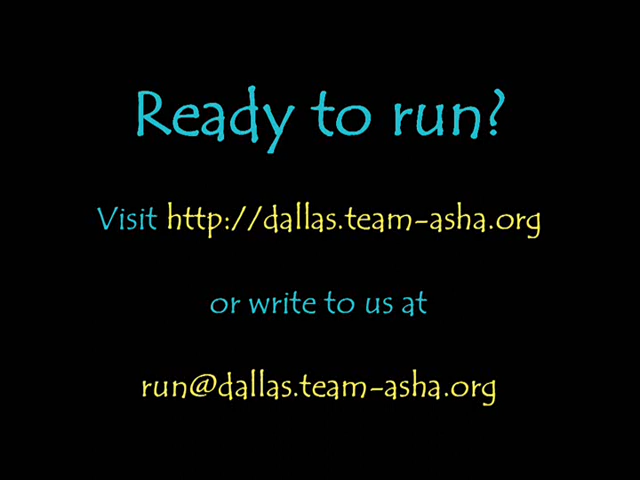 Ready to run?
Visit http://dallas.team-asha.org
or write to us at
run@dallas.team-asha.org